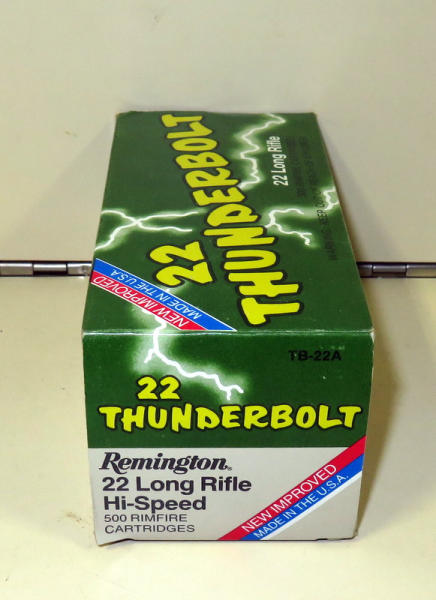 22
THUNDERBOLT
22 Long Rifle
NEW IMPROVED
MADE IN THE U.S.A.
TB-22A
22
THUNDERBOLT
Remington®
22 Long Rifle
Hi-Speed
500 RIMFIRE
CARTRIDGES
NEW IMPROVED
MADE IN THE U.S.A.